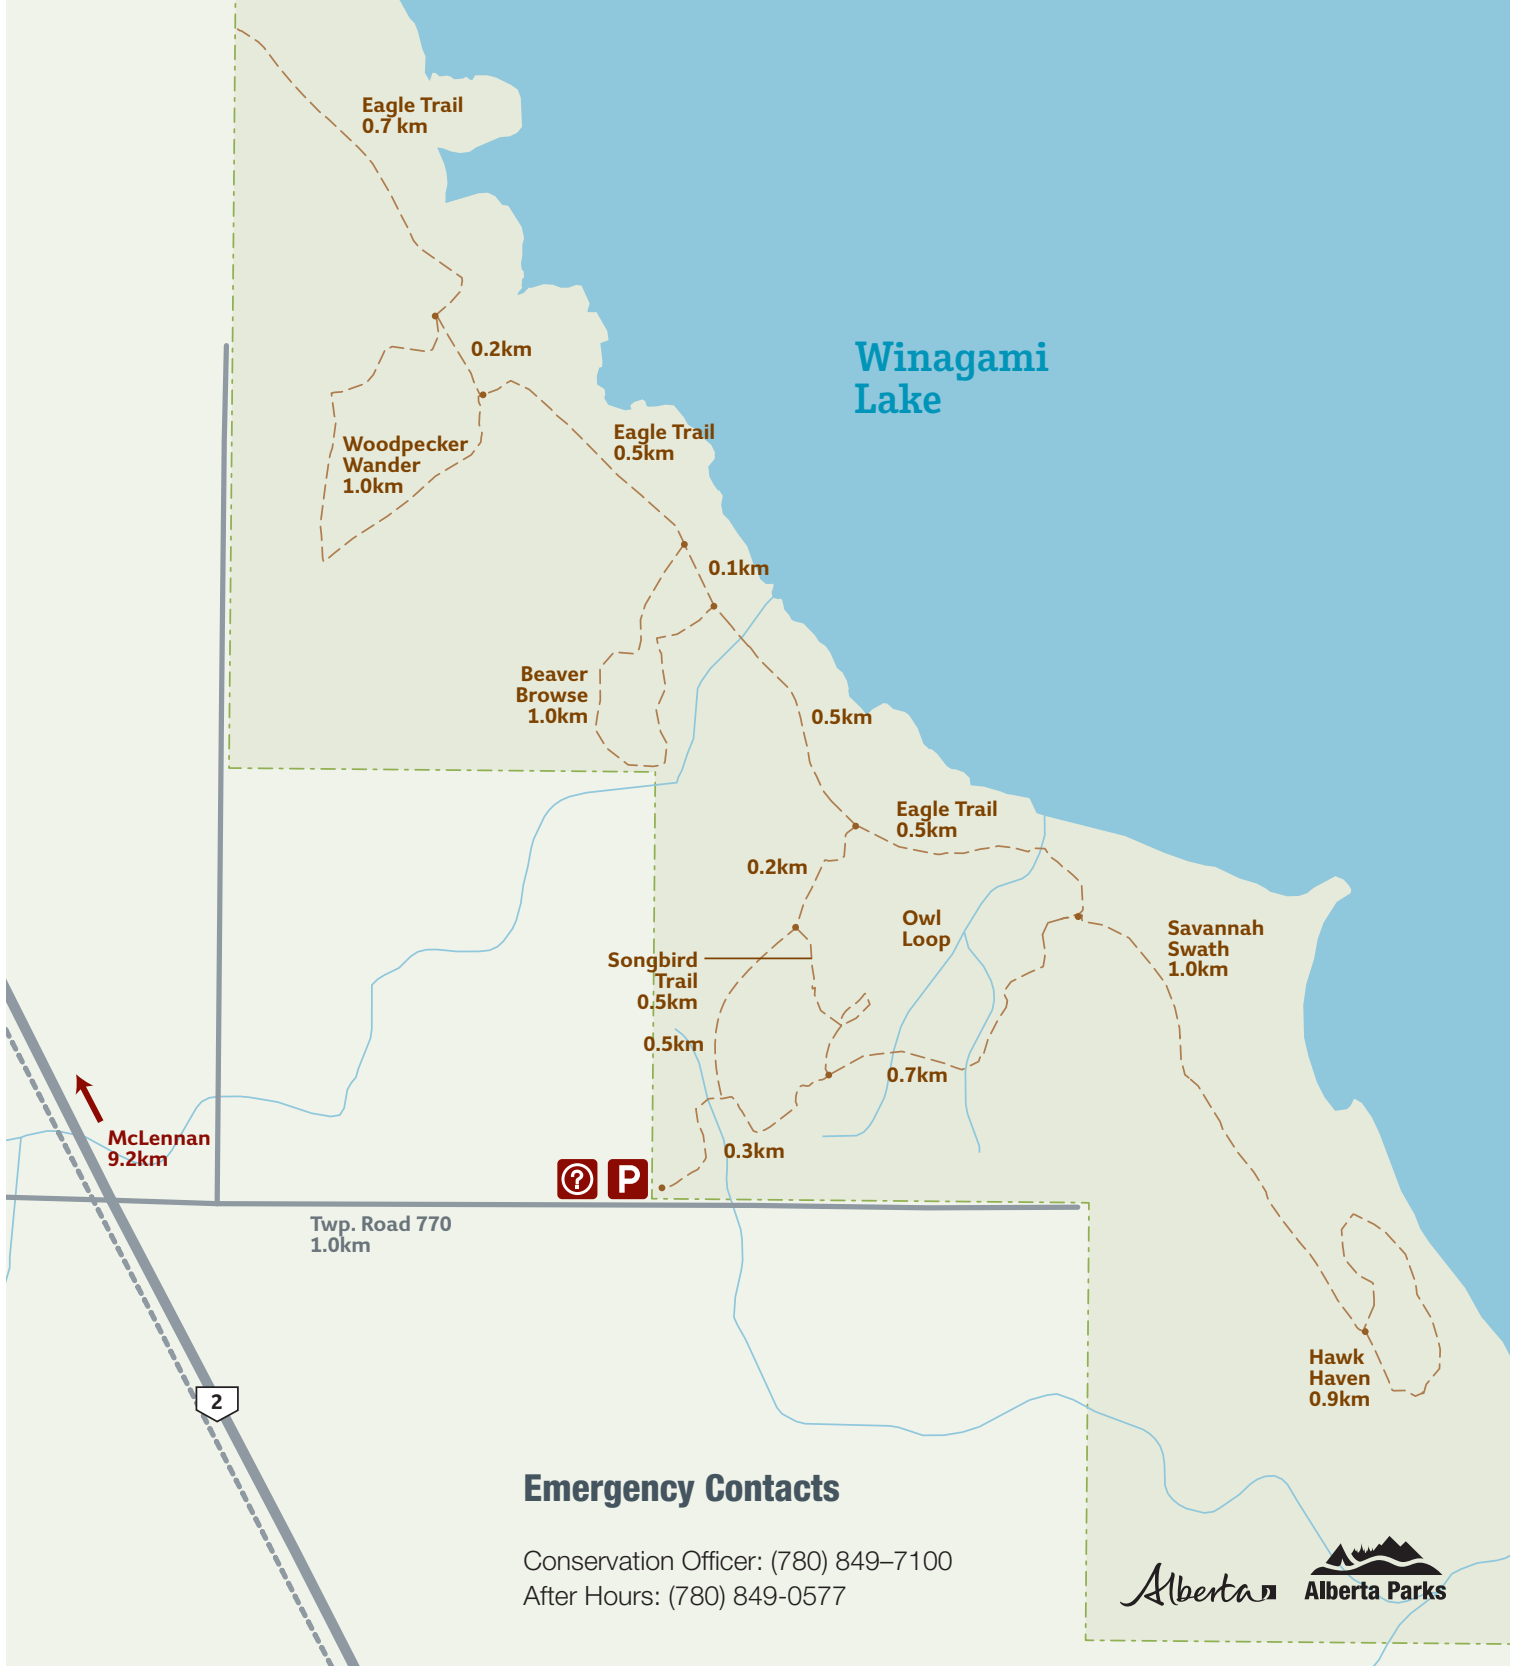 Eagle Trail
0.7 km
0.2km
Winagami
Lake
Eagle Trail
0.5km
Woodpecker
Wander
1.0km
0.1km
Beaver
Browse
1.0km
0.5km
Eagle Trail
0.5km
0.2km
Owl
Loop
Savannah
Swath
1.0km
Songbird
Trail
0.5km
0.5km
0.7km
McLennan
9.2km
0.3km
?
P
Twp. Road 770
1.0km
Hawk
Haven
0.9km
2
Emergency Contacts
Conservation Officer: (780) 849–7100
After Hours: (780) 849-0577
Alberta
Alberta Parks